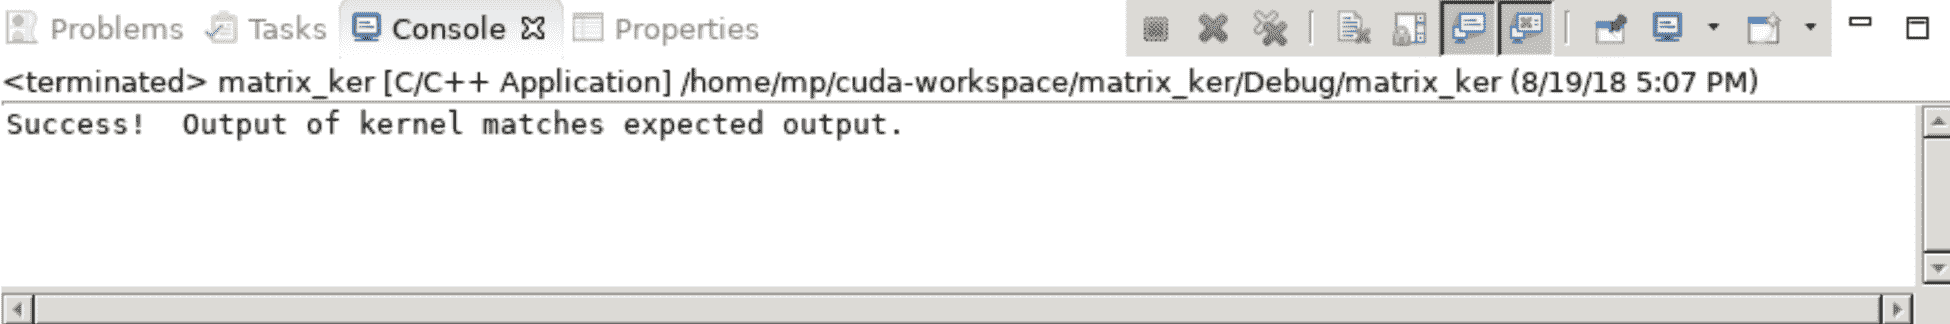 Problems Tasks Console Properties
<terminated> matrix_ker [C/C++ Application] /home/mp/cuda-workspace/matrix_ker/Debug/matrix_ker (8/19/18 5:07 PM)
Success!  Output of kernel matches expected output.